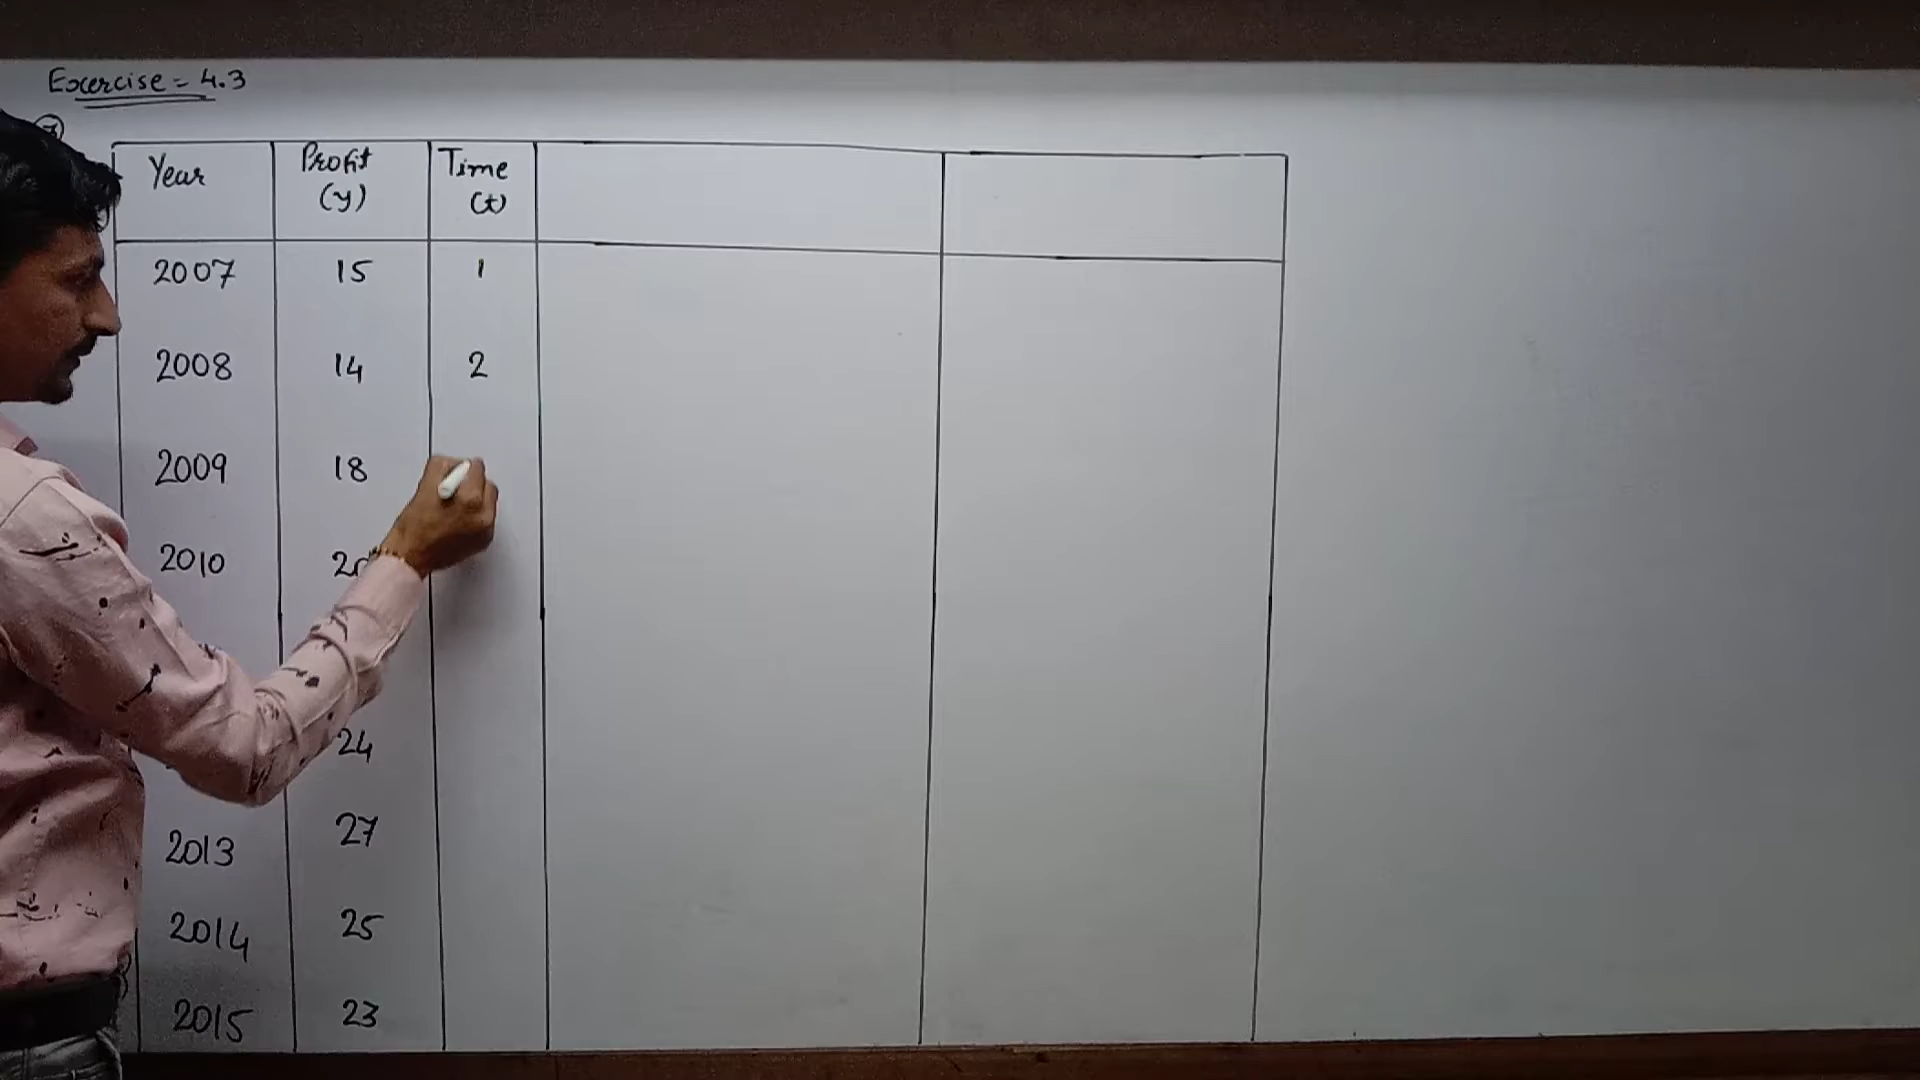 Exercise - 4.3
7
Year Profit (y) Time (t)
2007 15 1
2008 14 2
2009 18
2010
24
2013 27
2014 25
2015 23